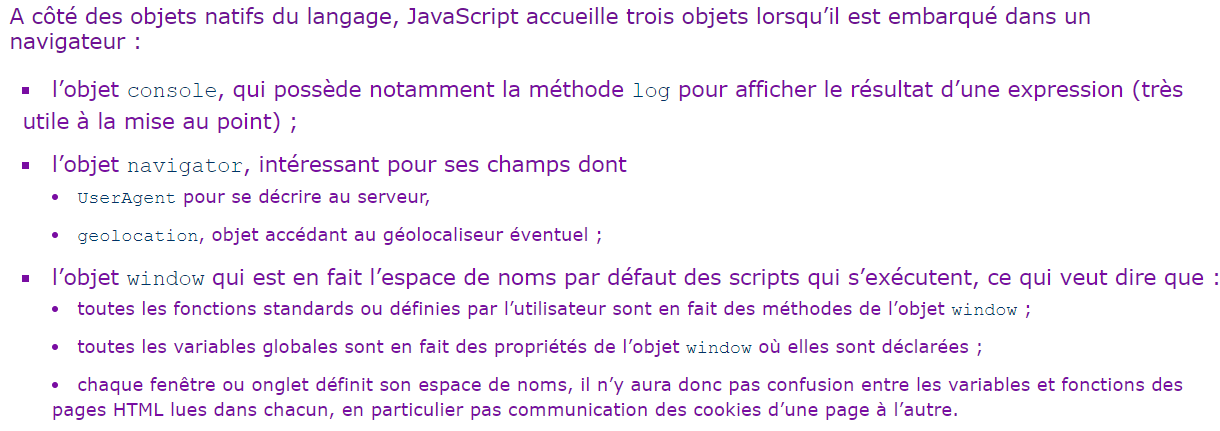 A côté des objets natifs du langage, JavaScript accueille trois objets lorsqu’il est embarqué dans un
navigateur :
▪ l’objet console, qui possède notamment la méthode log pour afficher le résultat d’une expression (très
utile à la mise au point) ;
▪ l’objet navigator, intéressant pour ses champs dont
• UserAgent pour se décrire au serveur,
• geolocation, objet accédant au géolocaliseur éventuel ;
▪ l’objet window qui est en fait l’espace de noms par défaut des scripts qui s’exécutent, ce qui veut dire que :
• toutes les fonctions standards ou définies par l’utilisateur sont en fait des méthodes de l’objet window ;
• toutes les variables globales sont en fait des propriétés de l’objet window où elles sont déclarées ;
• chaque fenêtre ou onglet définit son espace de noms, il n’y aura donc pas confusion entre les variables et fonctions des
pages HTML lues dans chacun, en particulier pas communication des cookies d’une page à l’autre.